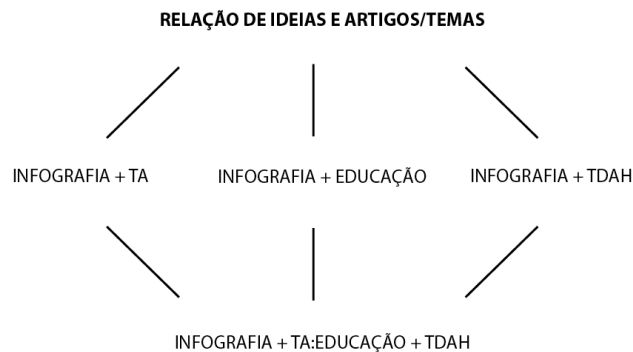 RELAÇÃO DE IDEIAS E ARTIGOS/TEMAS
INFOGRAFIA + TA
INFOGRAFIA + EDUCAÇÃO
INFOGRAFIA + TDAH
INFOGRAFIA + TA:EDUCAÇÃO + TDAH